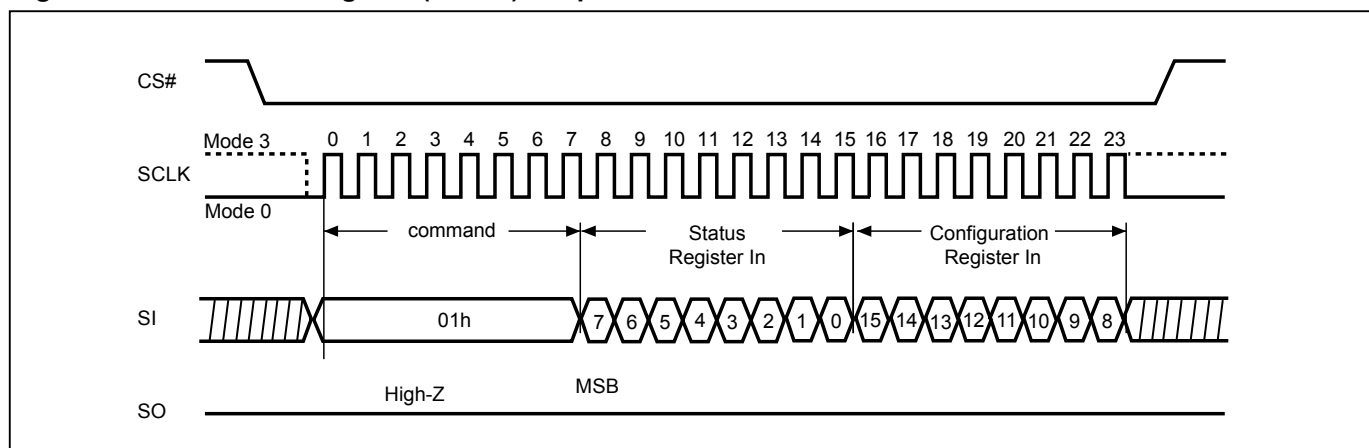 CS#
0 1 2 3 4 5 6 7 8 9 10 11 12 13 14 15 16 17 18 19 20 21 22 23
Mode 3
SCLK
Mode 0
command
Status
Register In
Configuration
Register In
SI
01h
7 6 5 4 3 2 1 0 15 14 13 12 11 10 9 8
High-Z
MSB
SO